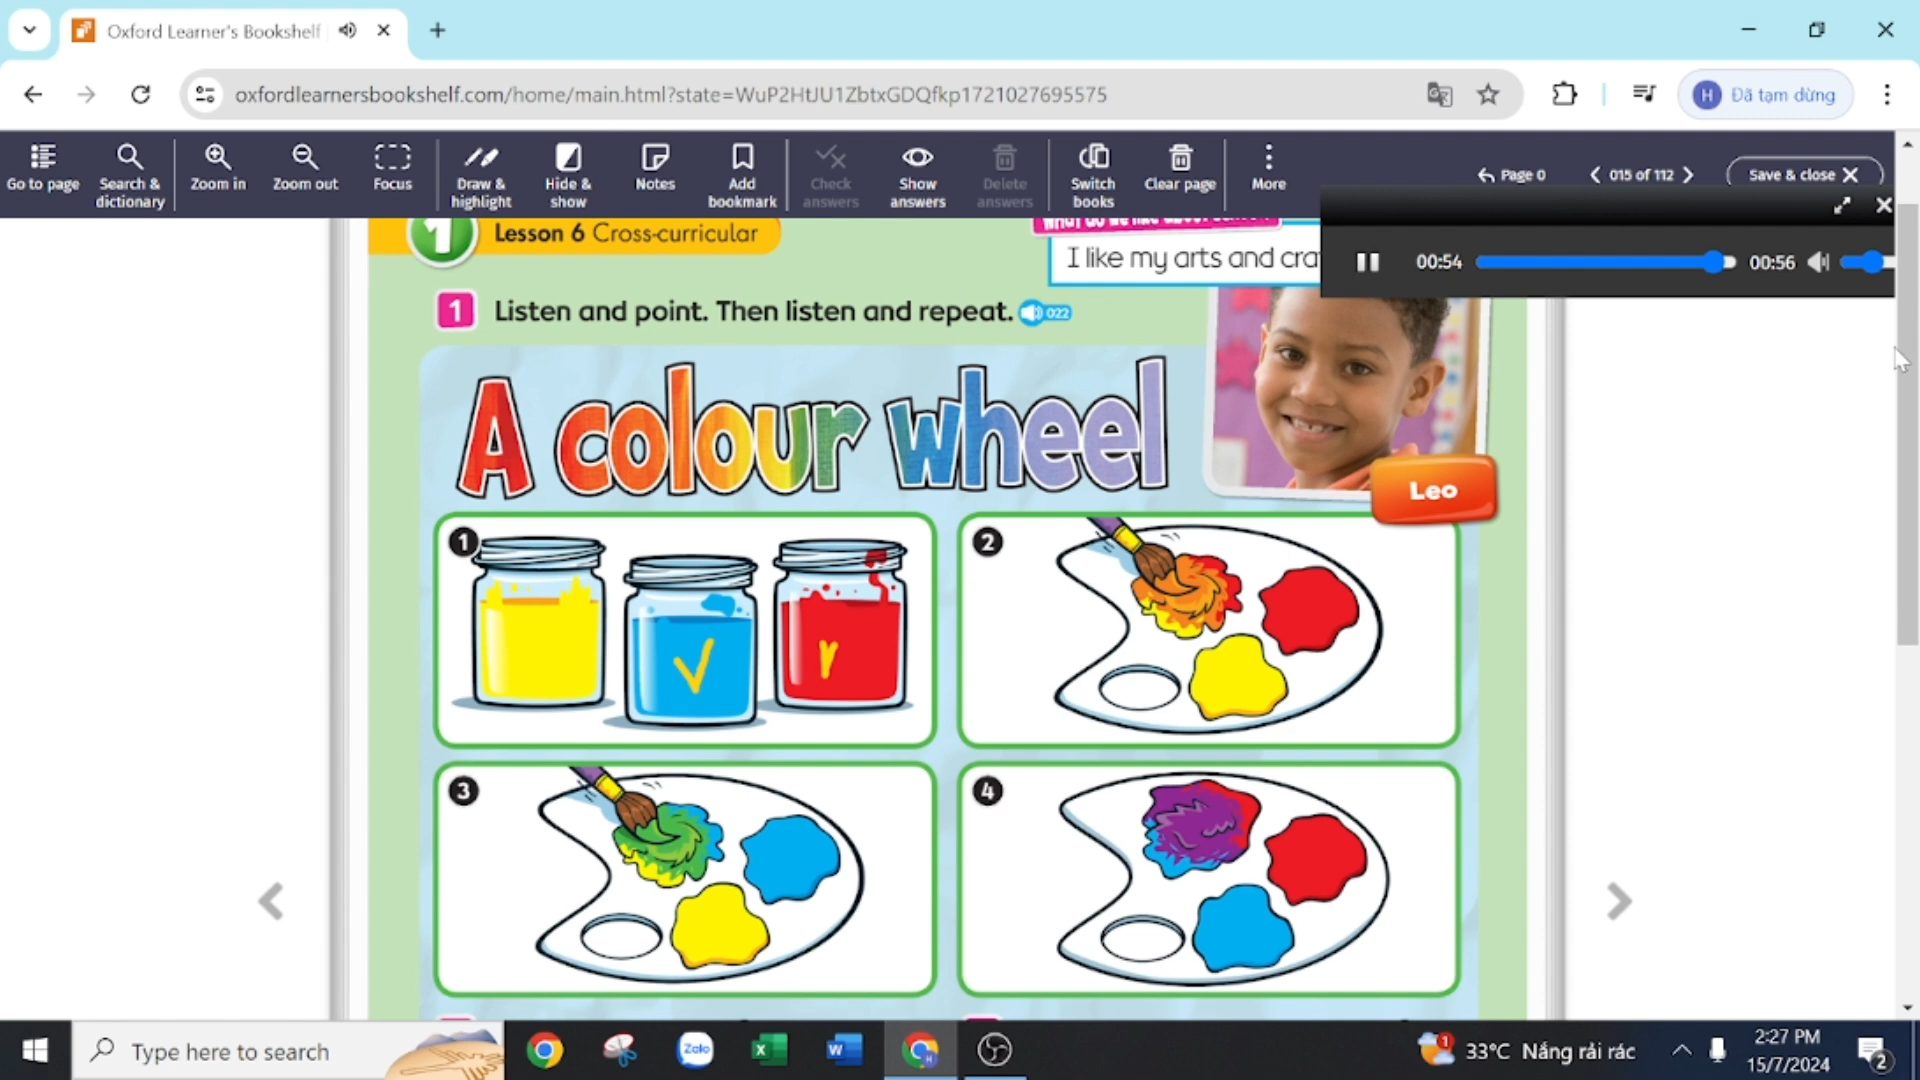 Oxford Learner's Bookshelf
oxfordlearnersbookshelf.com/home/main.html?state=WuP2HtJU1ZbtxGDQfkp1721027695575
H Đã tạm dừng
Go to page
Search & dictionary
Zoom in
Zoom out
Focus
Draw & highlight
Hide & show
Notes
Add bookmark
Check answers
Show answers
Delete answers
Switch books
Clear page
More
Page 0
015 of 112
Save & close
00:54
00:56
1
Lesson 6 Cross-curricular
I like my arts and
1 Listen and point. Then listen and repeat. 022
A colour wheel
Leo
1
2
3
4
Type here to search
Zalo
1
33°C Nắng rải rác
2:27 PM
15/7/2024
2